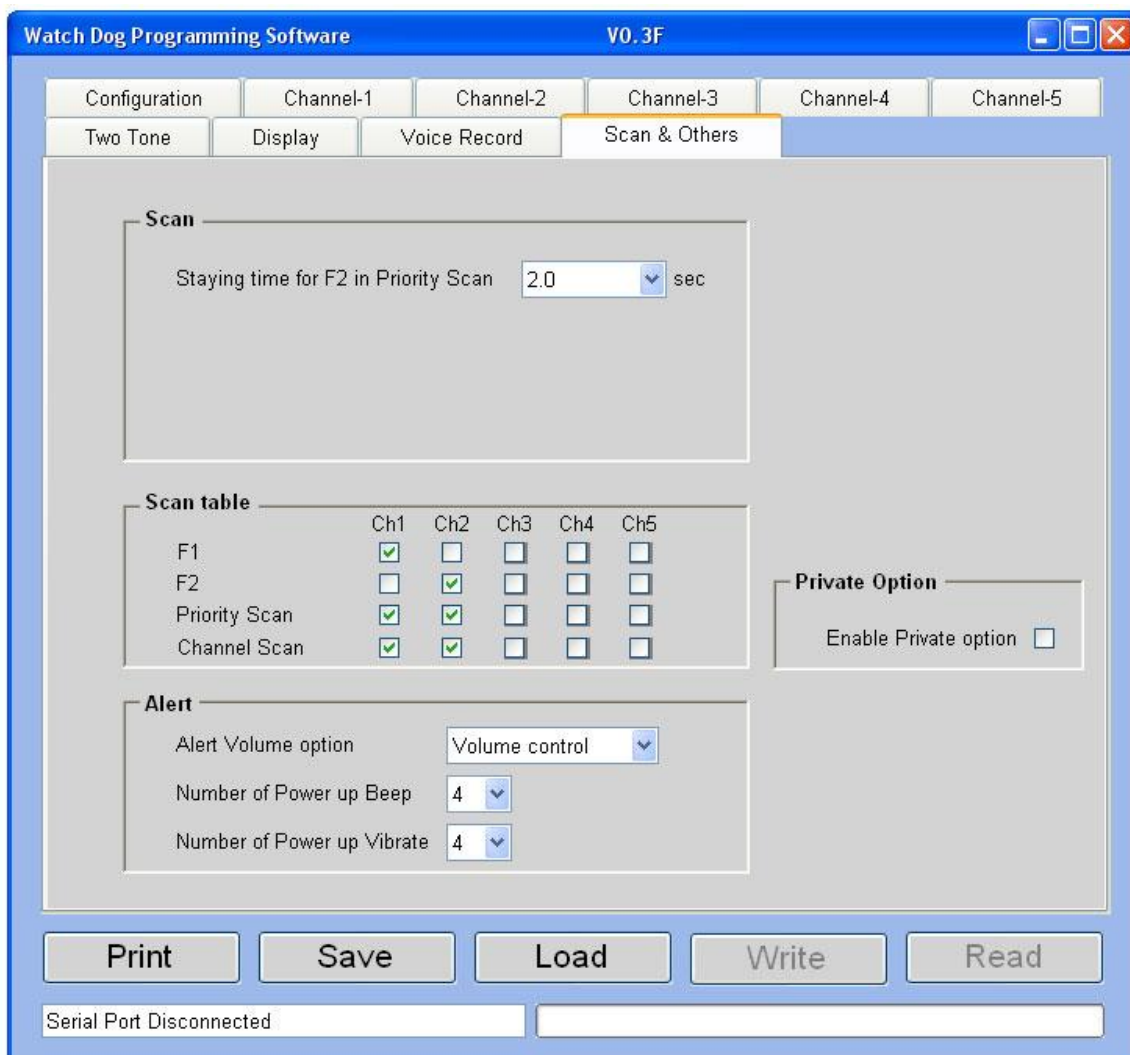 Watch Dog Programming Software V0.3F
Configuration Channel-1 Channel-2 Channel-3 Channel-4 Channel-5
Two Tone Display Voice Record Scan & Others
Scan
Staying time for F2 in Priority Scan 2.0 sec
Scan table
Ch1 Ch2 Ch3 Ch4 Ch5
F1
F2
Priority Scan
Channel Scan
Private Option
Enable Private option
Alert
Alert Volume option Volume control
Number of Power up Beep 4
Number of Power up Vibrate 4
Print Save Load Write Read
Serial Port Disconnected